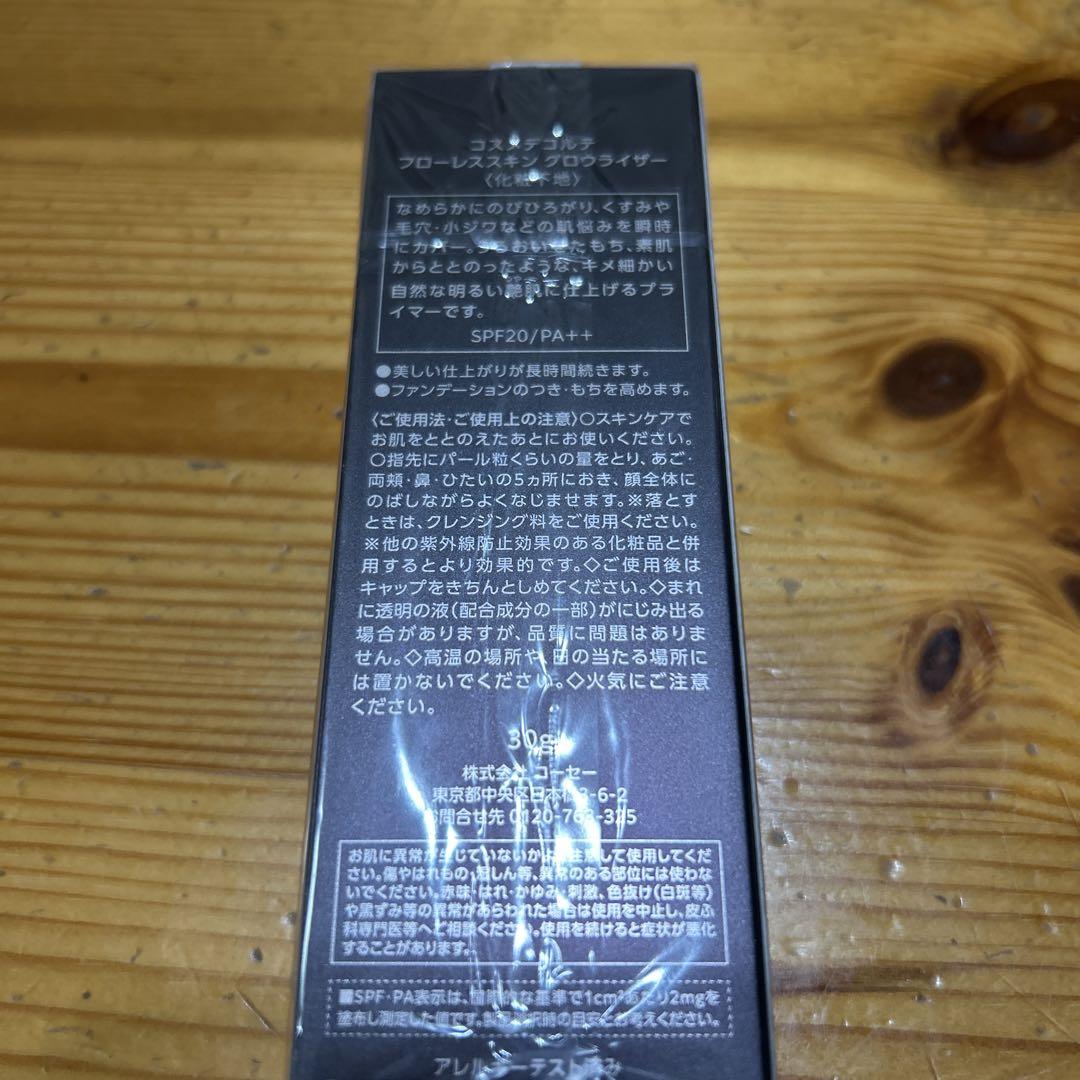 コスメデコルテ
フローレススキン グロウライザー
〈化粧下地〉
なめらかにのびひろがり、くすみや
毛穴・小ジワなどの肌悩みを瞬時
にカバー。うるおいをたもち、素肌
からととのったような、キメ細かい
自然な明るい艶肌に仕上げるプラ
イマーです。
SPF20/PA++
●美しい仕上がりが長時間続きます。
●ファンデーションのつき・もちを高めます。
〈ご使用法・ご使用上の注意〉○スキンケアで
お肌をととのえたあとにお使いください。
○指先にパール粒くらいの量をとり、あご・
両頬・鼻・ひたいの5ヵ所におき、顔全体に
のばしながらよくなじませます。※落とす
ときは、クレンジング料をご使用ください。
※他の紫外線防止効果のある化粧品と併
用するとより効果的です。◇ご使用後は
キャップをきちんとしめてください。◇まれ
に透明の液(配合成分の一部)がにじみ出る
場合がありますが、品質に問題はありま
せん。◇高温の場所や、日の当たる場所に
は置かないでください。◇火気にご注意
ください。
30g
株式会社 コーセー
東京都中央区日本橋3-6-2
お問合せ先 0120-763-325
お肌に異常が生じていないかよく注意して使用してくだ
さい。傷やはれもの、湿しん等、異常のある部位には使わな
いでください。赤味・はれ・かゆみ・刺激、色抜け(白斑等)
や黒ずみ等の異常があらわれた場合は使用を中止し、皮ふ
科専門医等へご相談ください。使用を続けると症状が悪化
することがあります。
■SPF・PA表示は、国際的な基準で1cm²あたり2mgを
塗布し測定した値です。製品選択時の目安とお考えください。
アレルギーテスト済み